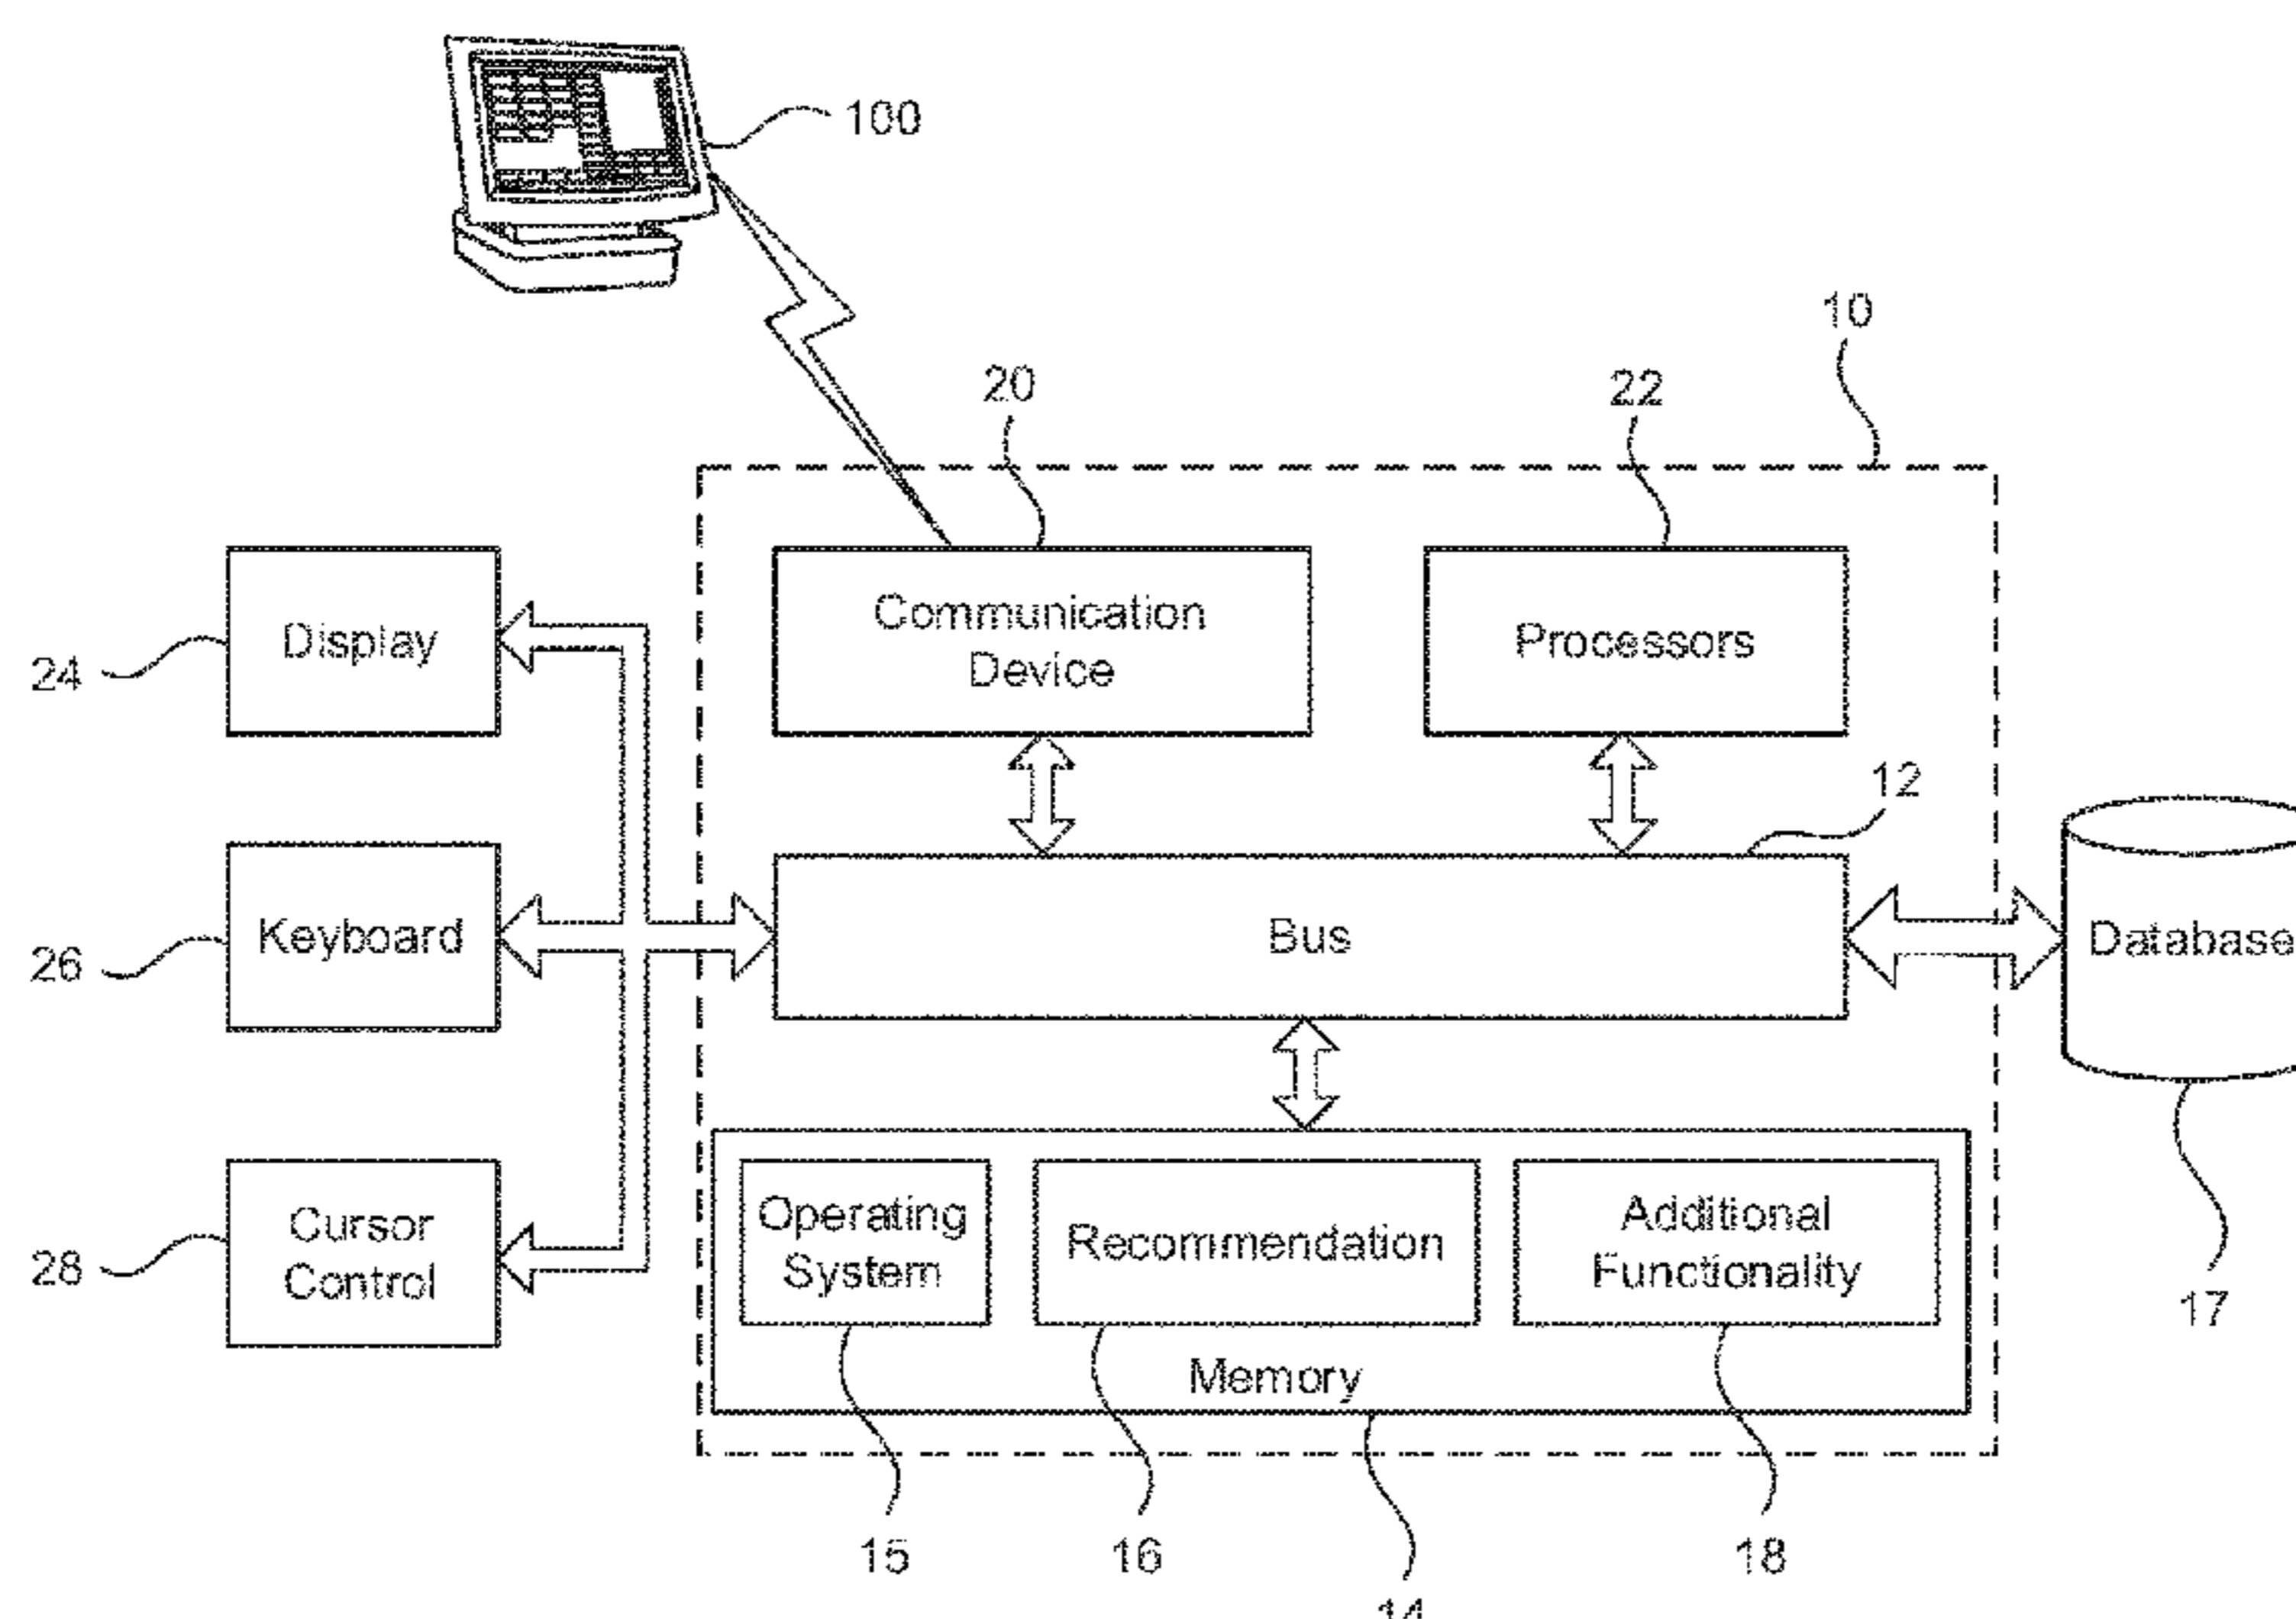 100
10
20
22
Communication
Device
Processors
Display
24
12
Keyboard
26
Bus
Database
Cursor
Control
28
Operating
System
Recommendation
Additional
Functionality
Memory
17
15
16
18
14